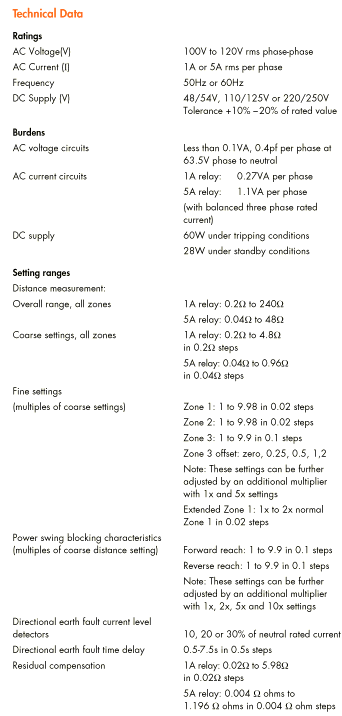 Technical Data
Ratings
AC Voltage(V) 100V to 120V rms phase-phase
AC Current (I) 1A or 5A rms per phase
Frequency 50Hz or 60Hz
DC Supply (V) 48/54V, 110/125V or 220/250V
Tolerance +10% –20% of rated value
Burdens
AC voltage circuits Less than 0.1VA, 0.4pf per phase at
63.5V phase to neutral
AC current circuits 1A relay: 0.27VA per phase
5A relay: 1.1VA per phase
(with balanced three phase rated
current)
DC supply 60W under tripping conditions
28W under standby conditions
Setting ranges
Distance measurement:
Overall range, all zones 1A relay: 0.2Ω to 240Ω
5A relay: 0.04Ω to 48Ω
Coarse settings, all zones 1A relay: 0.2Ω to 4.8Ω
in 0.2Ω steps
5A relay: 0.04Ω to 0.96Ω
in 0.04Ω steps
Fine settings
(multiples of coarse settings) Zone 1: 1 to 9.98 in 0.02 steps
Zone 2: 1 to 9.98 in 0.02 steps
Zone 3: 1 to 9.9 in 0.1 steps
Zone 3 offset: zero, 0.25, 0.5, 1,2
Note: These settings can be further
adjusted by an additional multiplier
with 1x and 5x settings
Extended Zone 1: 1x to 2x normal
Zone 1 in 0.02 steps
Power swing blocking characteristics
(multiples of coarse distance setting) Forward reach: 1 to 9.9 in 0.1 steps
Reverse reach: 1 to 9.9 in 0.1 steps
Note: These settings can be further
adjusted by an additional multiplier
with 1x, 2x, 5x and 10x settings
Directional earth fault current level
detectors 10, 20 or 30% of neutral rated current
Directional earth fault time delay 0.5-7.5s in 0.5s steps
Residual compensation 1A relay: 0.02Ω to 5.98Ω
in 0.02Ω steps
5A relay: 0.004 Ω ohms to
1.196 Ω ohms in 0.004 Ω ohm steps